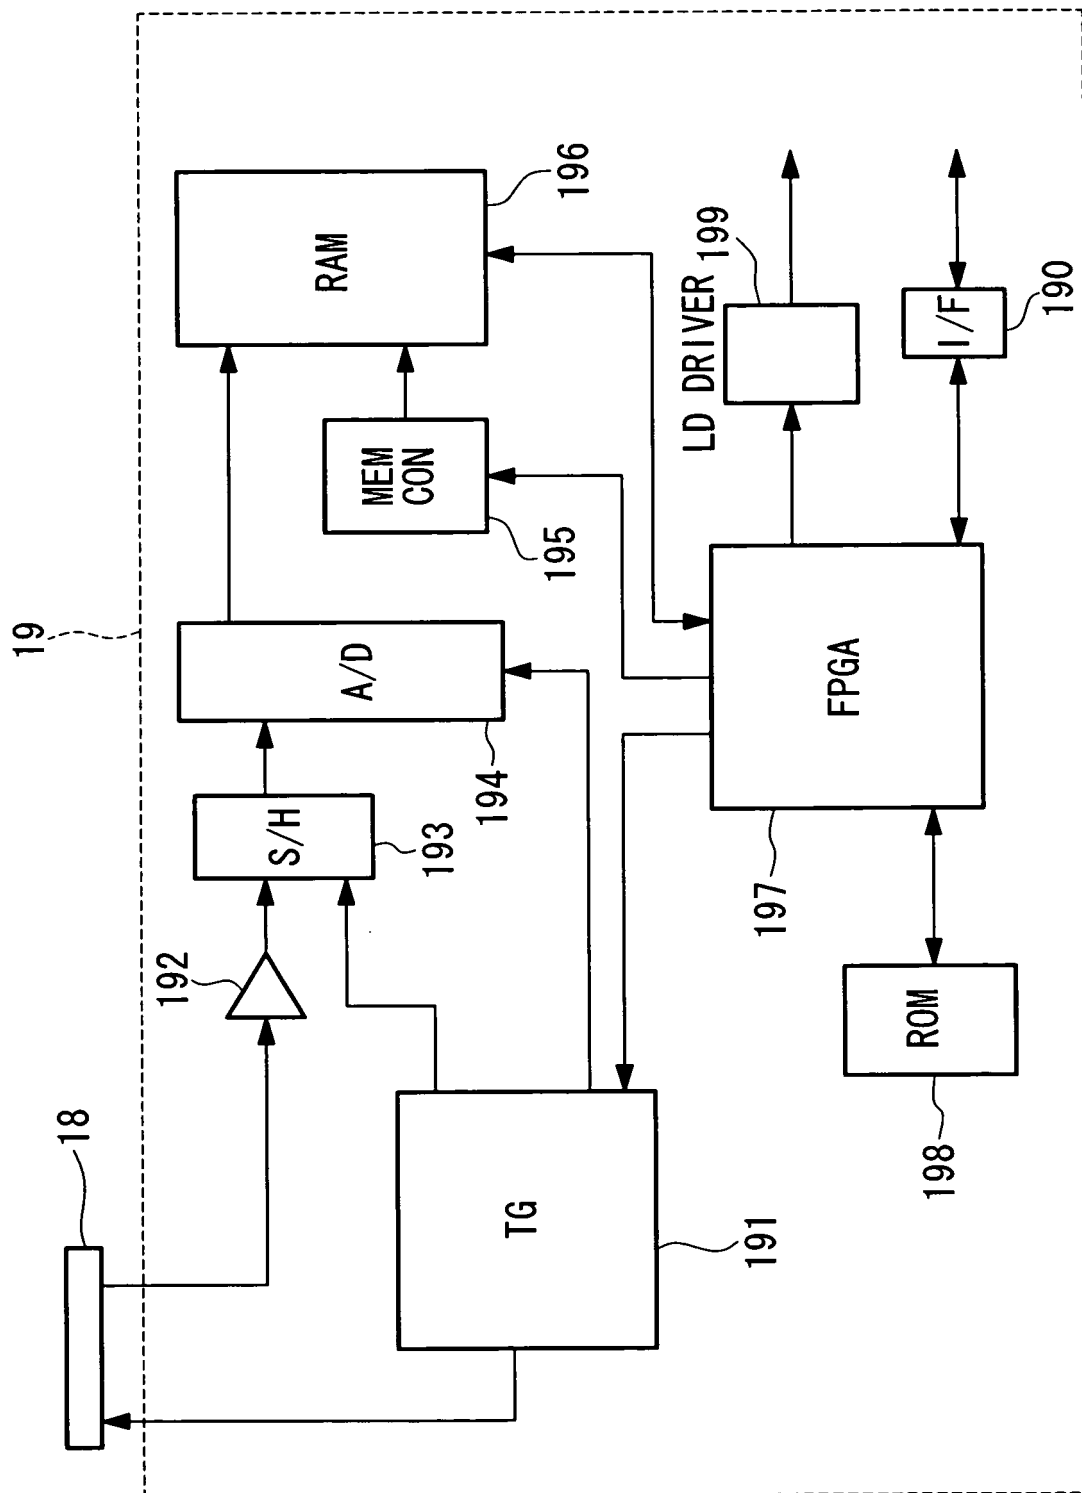 19
18
192
S/H
193
A/D
194
RAM
196
MEM
CON
195
TG
191
FPGA
197
ROM
198
LD DRIVER
199
I/F
190